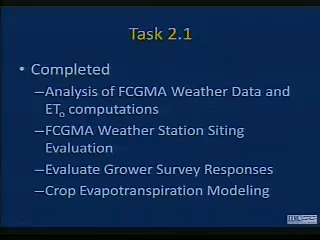 Task 2.1
• Completed
–Analysis of FCGMA Weather Data and
ETo computations
–FCGMA Weather Station Siting
Evaluation
–Evaluate Grower Survey Responses
–Crop Evapotranspiration Modeling